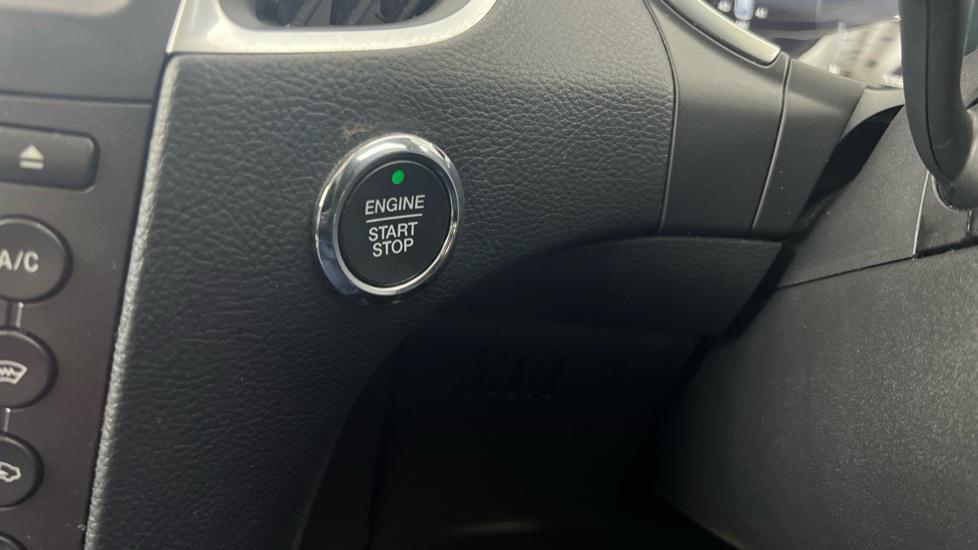 A/C
ENGINE
START
STOP